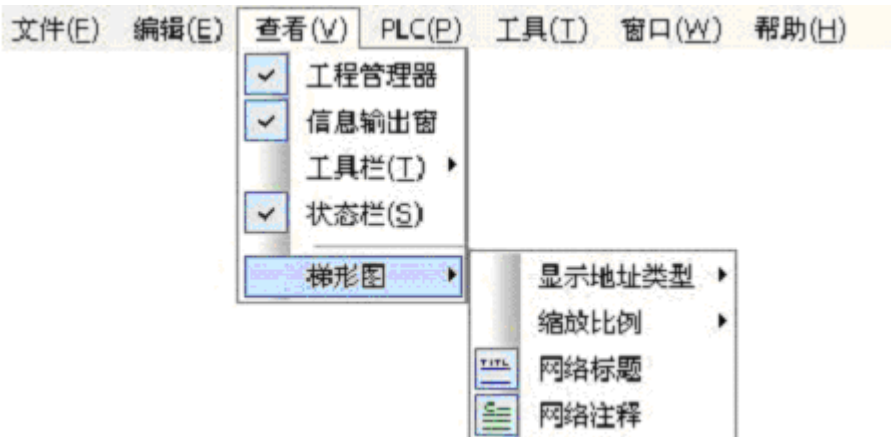 文件(F) 编辑(E) 查看(V) PLC(P) 工具(T) 窗口(W) 帮助(H)
工程管理器
信息输出窗
工具栏(T)
状态栏(S)
梯形图
显示地址类型
缩放比例
TITL 网络标题
网络注释